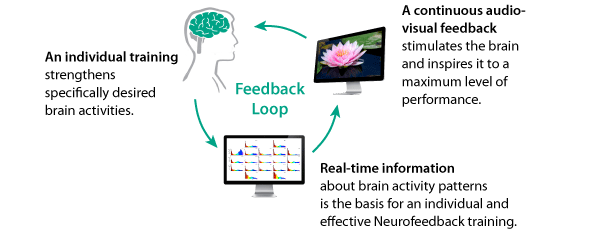 An individual training
strengthens
specifically desired
brain activities.
Feedback
Loop
A continuous audio-
visual feedback
stimulates the brain
and inspires it to a
maximum level of
performance.
Real-time information
about brain activity patterns
is the basis for an individual and
effective Neurofeedback training.